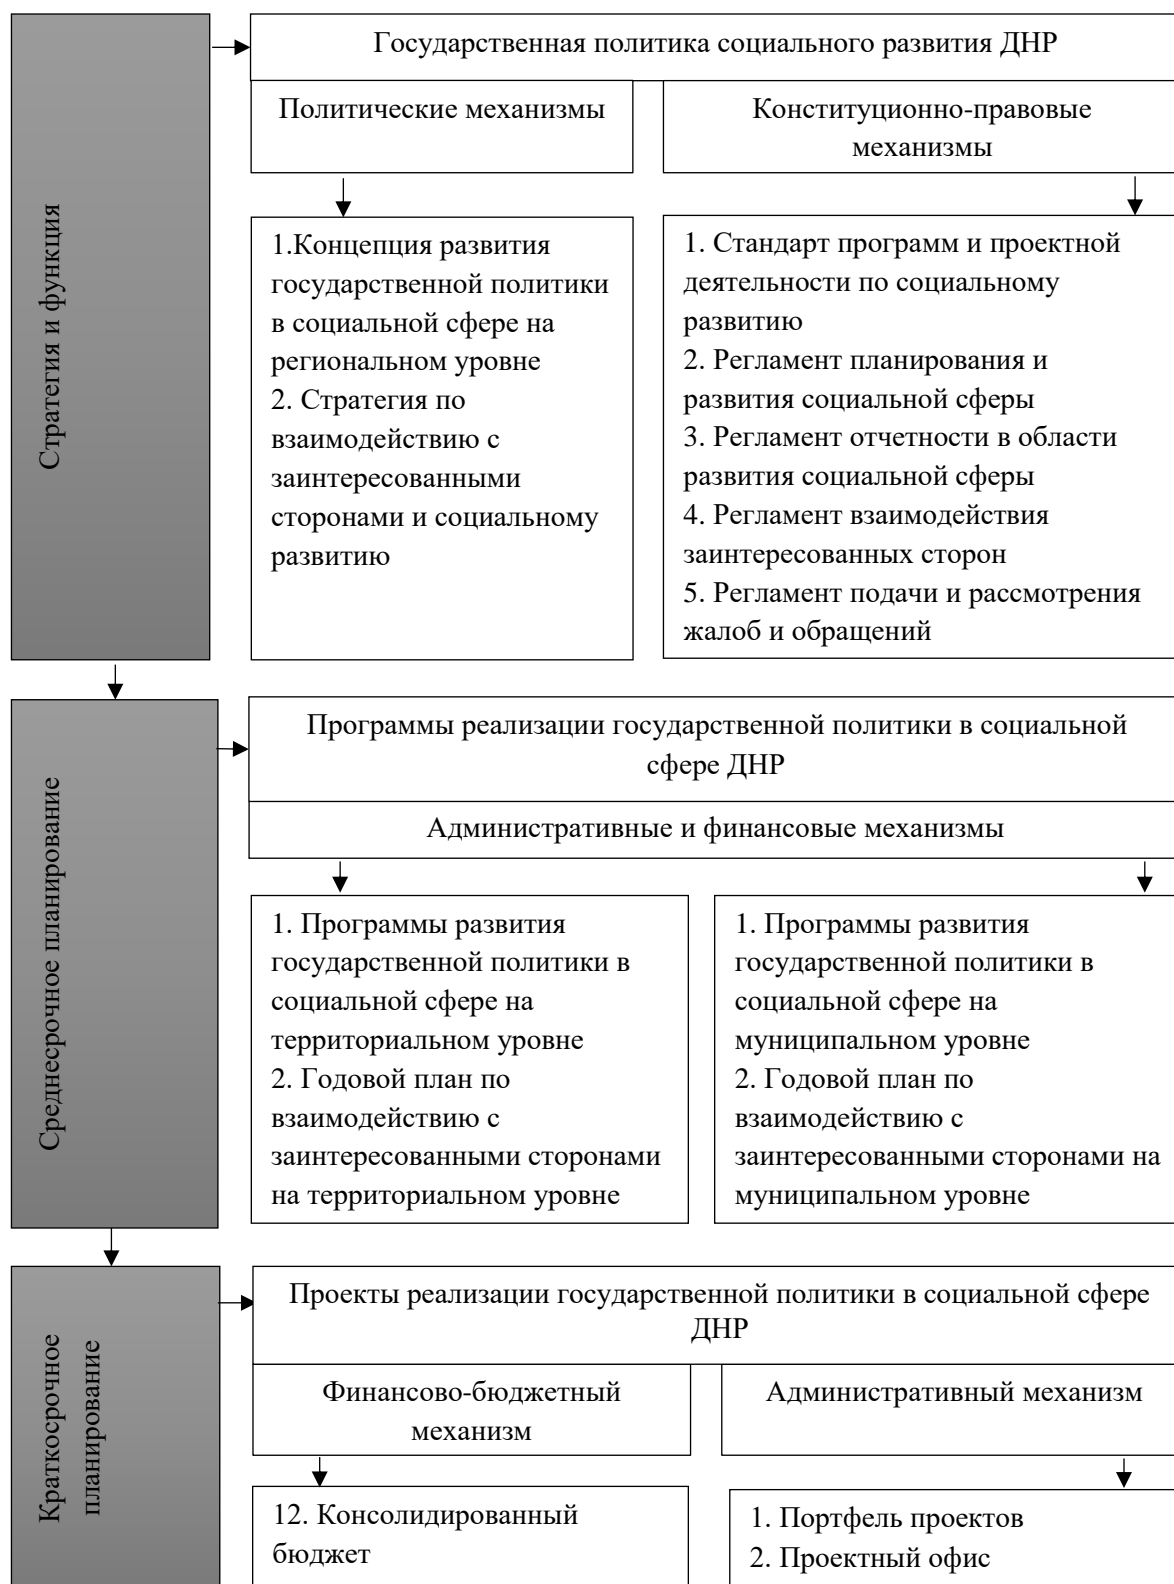 Стратегия и функция
Государственная политика социального развития ДНР
Политические механизмы
Конституционно-правовые
механизмы
1.Концепция развития
государственной политики
в социальной сфере на
региональном уровне
2. Стратегия по
взаимодействию с
заинтересованными
сторонами и социальному
развитию
1. Стандарт программ и проектной
деятельности по социальному
развитию
2. Регламент планирования и
развития социальной сферы
3. Регламент отчетности в области
развития социальной сферы
4. Регламент взаимодействия
заинтересованных сторон
5. Регламент подачи и рассмотрения
жалоб и обращений
Среднесрочное планирование
Программы реализации государственной политики в социальной
сфере ДНР
Административные и финансовые механизмы
1. Программы развития
государственной политики в
социальной сфере на
территориальном уровне
2. Годовой план по
взаимодействию с
заинтересованными сторонами
на территориальном уровне
1. Программы развития
государственной политики в
социальной сфере на
муниципальном уровне
2. Годовой план по
взаимодействию с
заинтересованными сторонами на
муниципальном уровне
Краткосрочное
планирование
Проекты реализации государственной политики в социальной сфере
ДНР
Финансово-бюджетный
механизм
Административный механизм
12. Консолидированный
бюджет
1. Портфель проектов
2. Проектный офис